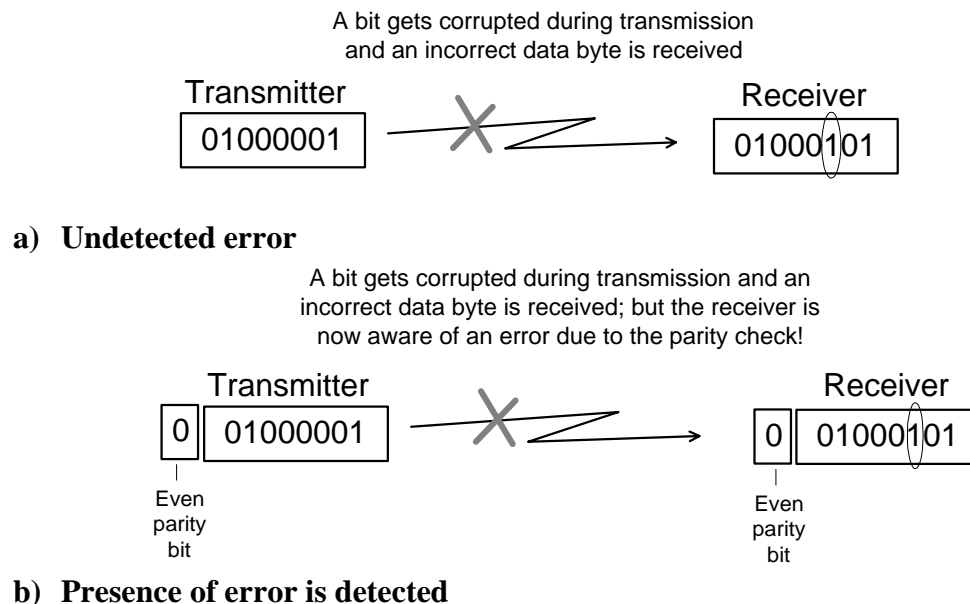 A bit gets corrupted during transmission
and an incorrect data byte is received
Transmitter
Receiver
01000001
01000101
a) Undetected error
A bit gets corrupted during transmission and an
incorrect data byte is received; but the receiver is
now aware of an error due to the parity check!
Transmitter
Receiver
0 01000001
0 01000101
Even
parity
bit
Even
parity
bit
b) Presence of error is detected